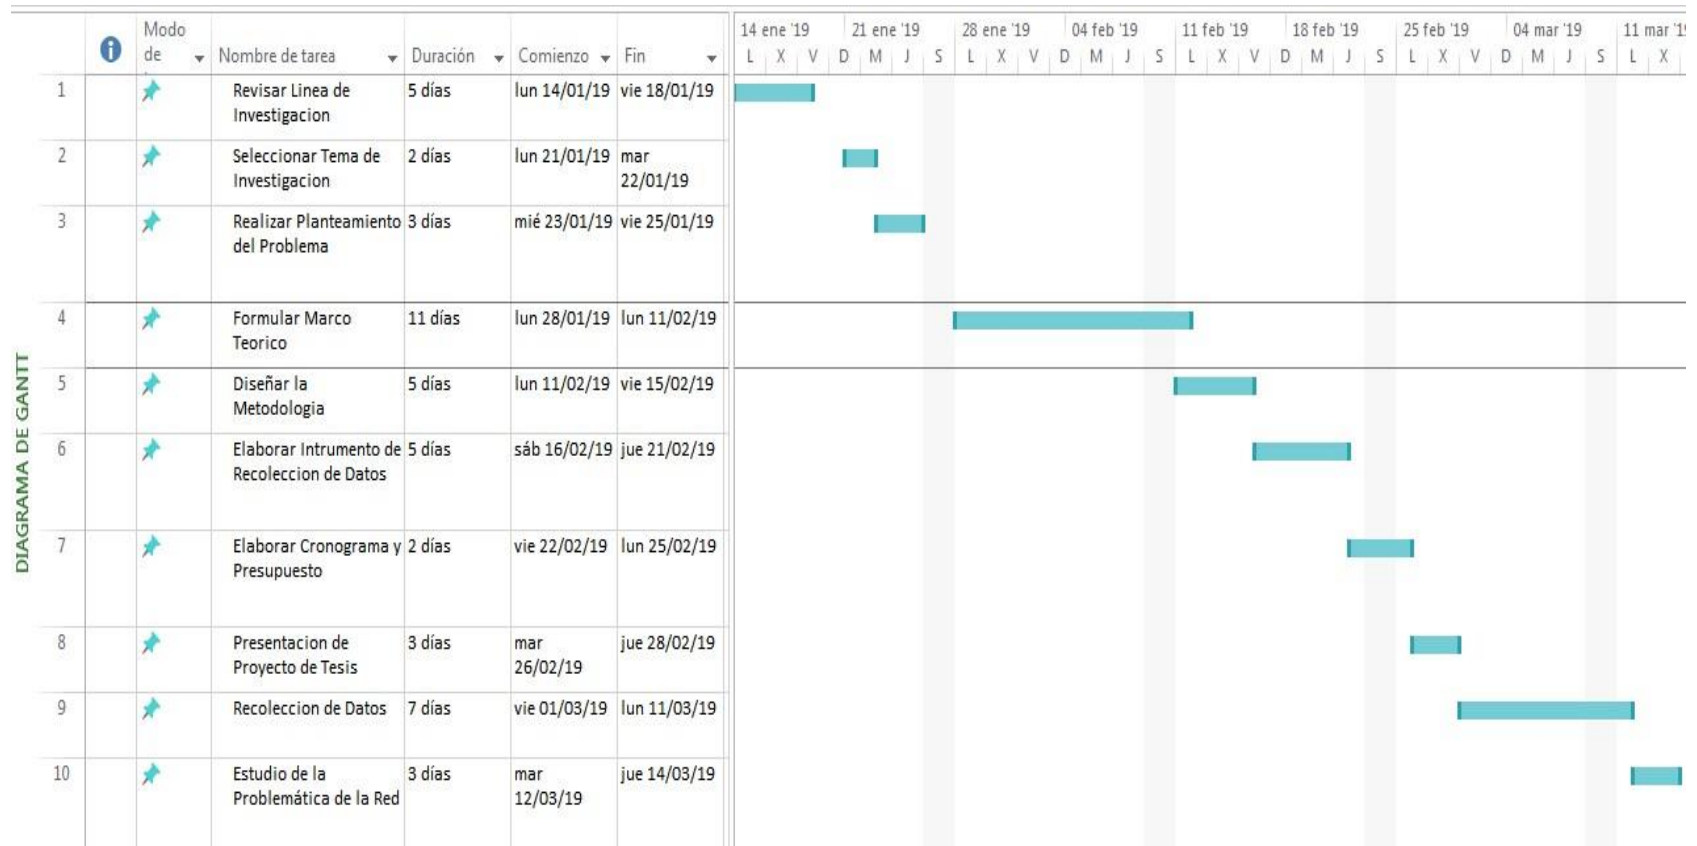 DIAGRAMA DE GANTT
Modo
de
Nombre de tarea Duración Comienzo Fin
14 ene '19 21 ene '19 28 ene '19 04 feb '19 11 feb '19 18 feb '19 25 feb '19 04 mar '19 11 mar '19
L X V D M J S L X V D M J S L X V D M J S L X V D M J S L X
1 Revisar Linea de 5 días lun 14/01/19 vie 18/01/19
Investigacion
2 Seleccionar Tema de 2 días lun 21/01/19 mar
Investigacion 22/01/19
3 Realizar Planteamiento 3 días mié 23/01/19 vie 25/01/19
del Problema
4 Formular Marco 11 días lun 28/01/19 lun 11/02/19
Teorico
5 Diseñar la 5 días lun 11/02/19 vie 15/02/19
Metodologia
6 Elaborar Intrumento de 5 días sáb 16/02/19 jue 21/02/19
Recoleccion de Datos
7 Elaborar Cronograma y 2 días vie 22/02/19 lun 25/02/19
Presupuesto
8 Presentacion de 3 días mar jue 28/02/19
Proyecto de Tesis 26/02/19
9 Recoleccion de Datos 7 días vie 01/03/19 lun 11/03/19
10 Estudio de la 3 días mar jue 14/03/19
Problemática de la Red 12/03/19